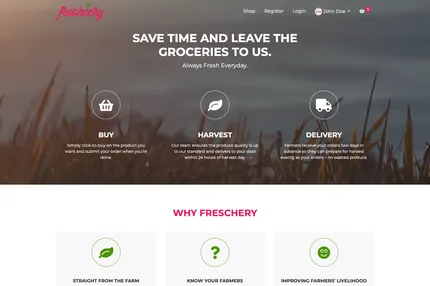 Freschery
Shop Register Login John Doe 5
SAVE TIME AND LEAVE THE
GROCERIES TO US.
Always Fresh Everyday.
BUY
Simply click-to-buy on the product you
want and submit your order when you're
done.
HARVEST
Our team ensures the produce quality is up
to our standard and delivers to your door
within 24 hours of harvest day.
DELIVERY
Farmers receive your orders two days in
advance so they can prepare for harvest
exactly as your orders – no wasted produce.
WHY FRESCHERY
STRAIGHT FROM THE FARM
KNOW YOUR FARMERS
IMPROVING FARMERS' LIVELIHOOD